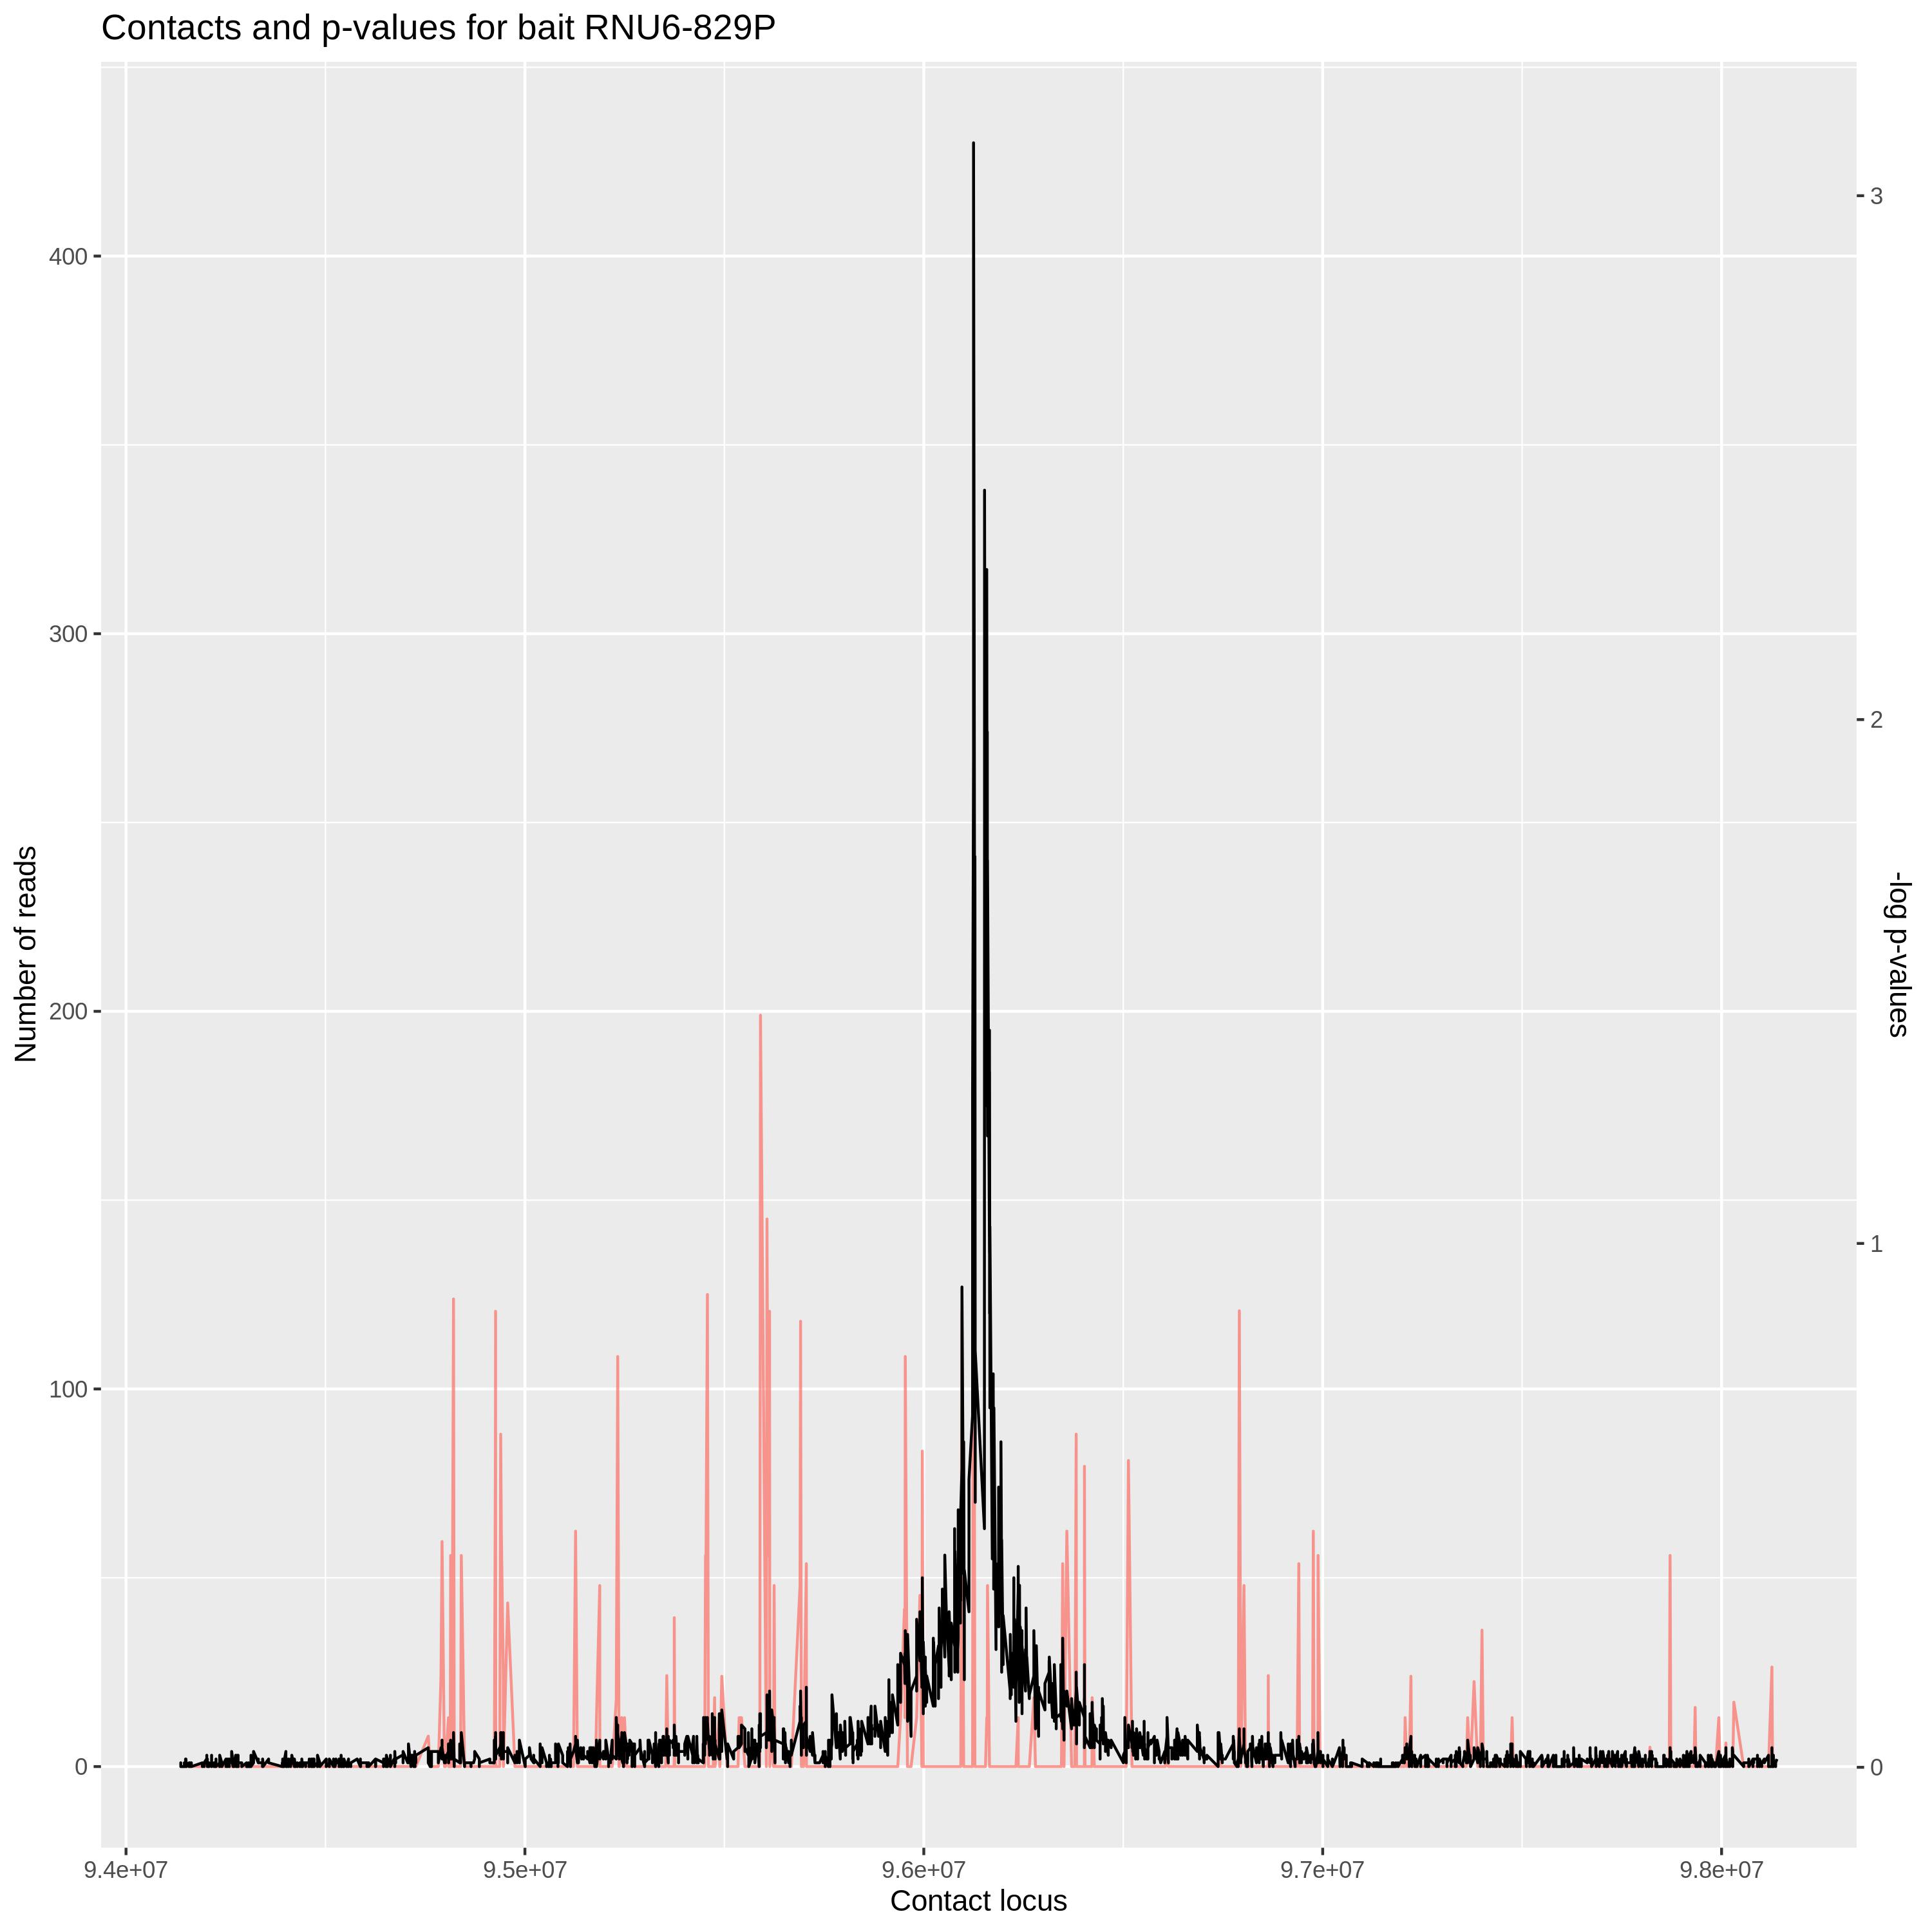 Contacts and p-values for bait RNU6-829P
Number of reads
400
300
200
100
0
3
2
1
0
-log p-values
9.4e+07
9.5e+07
9.6e+07
9.7e+07
9.8e+07
Contact locus